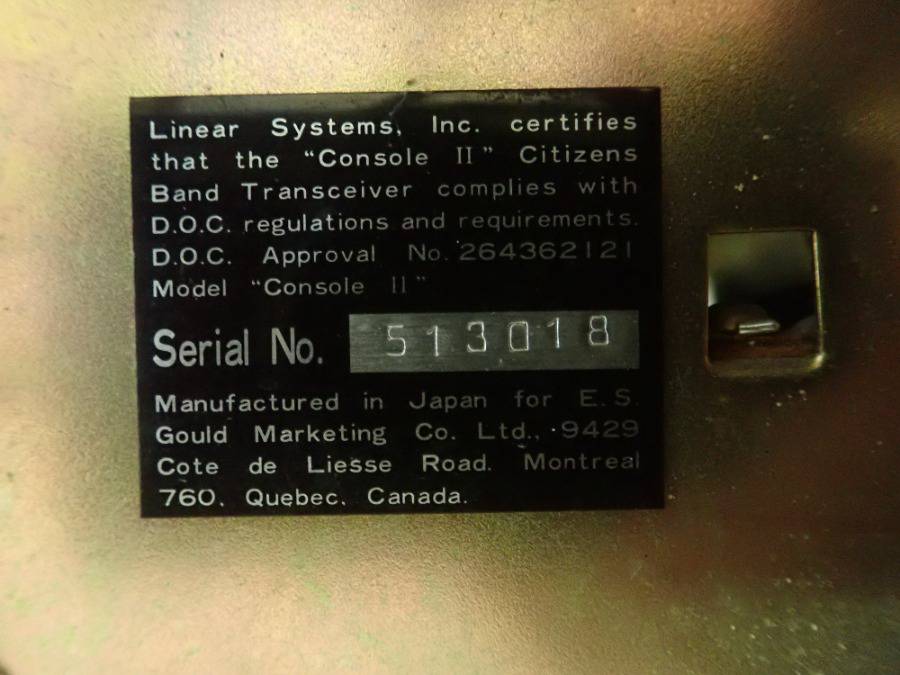 Linear Systems, Inc. certifies
that the “Console II” Citizens
Band Transceiver complies with
D.O.C. regulations and requirements.
D.O.C. Approval No. 264362121
Model “Console II”
Serial No. 513018
Manufactured in Japan for E.S.
Gould Marketing Co. Ltd., 9429
Cote de Liesse Road. Montreal
760. Quebec. Canada.